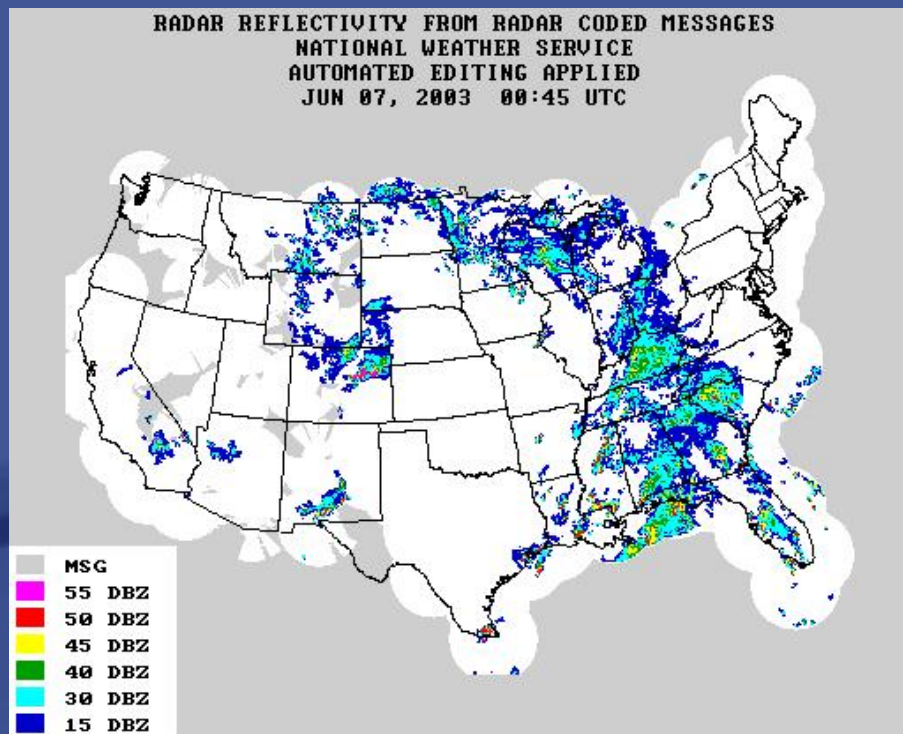 RADAR REFLECTIVITY FROM RADAR CODED MESSAGES
NATIONAL WEATHER SERVICE
AUTOMATED EDITING APPLIED
JUN 07, 2003 00:45 UTC
MSG
55 DBZ
50 DBZ
45 DBZ
40 DBZ
30 DBZ
15 DBZ